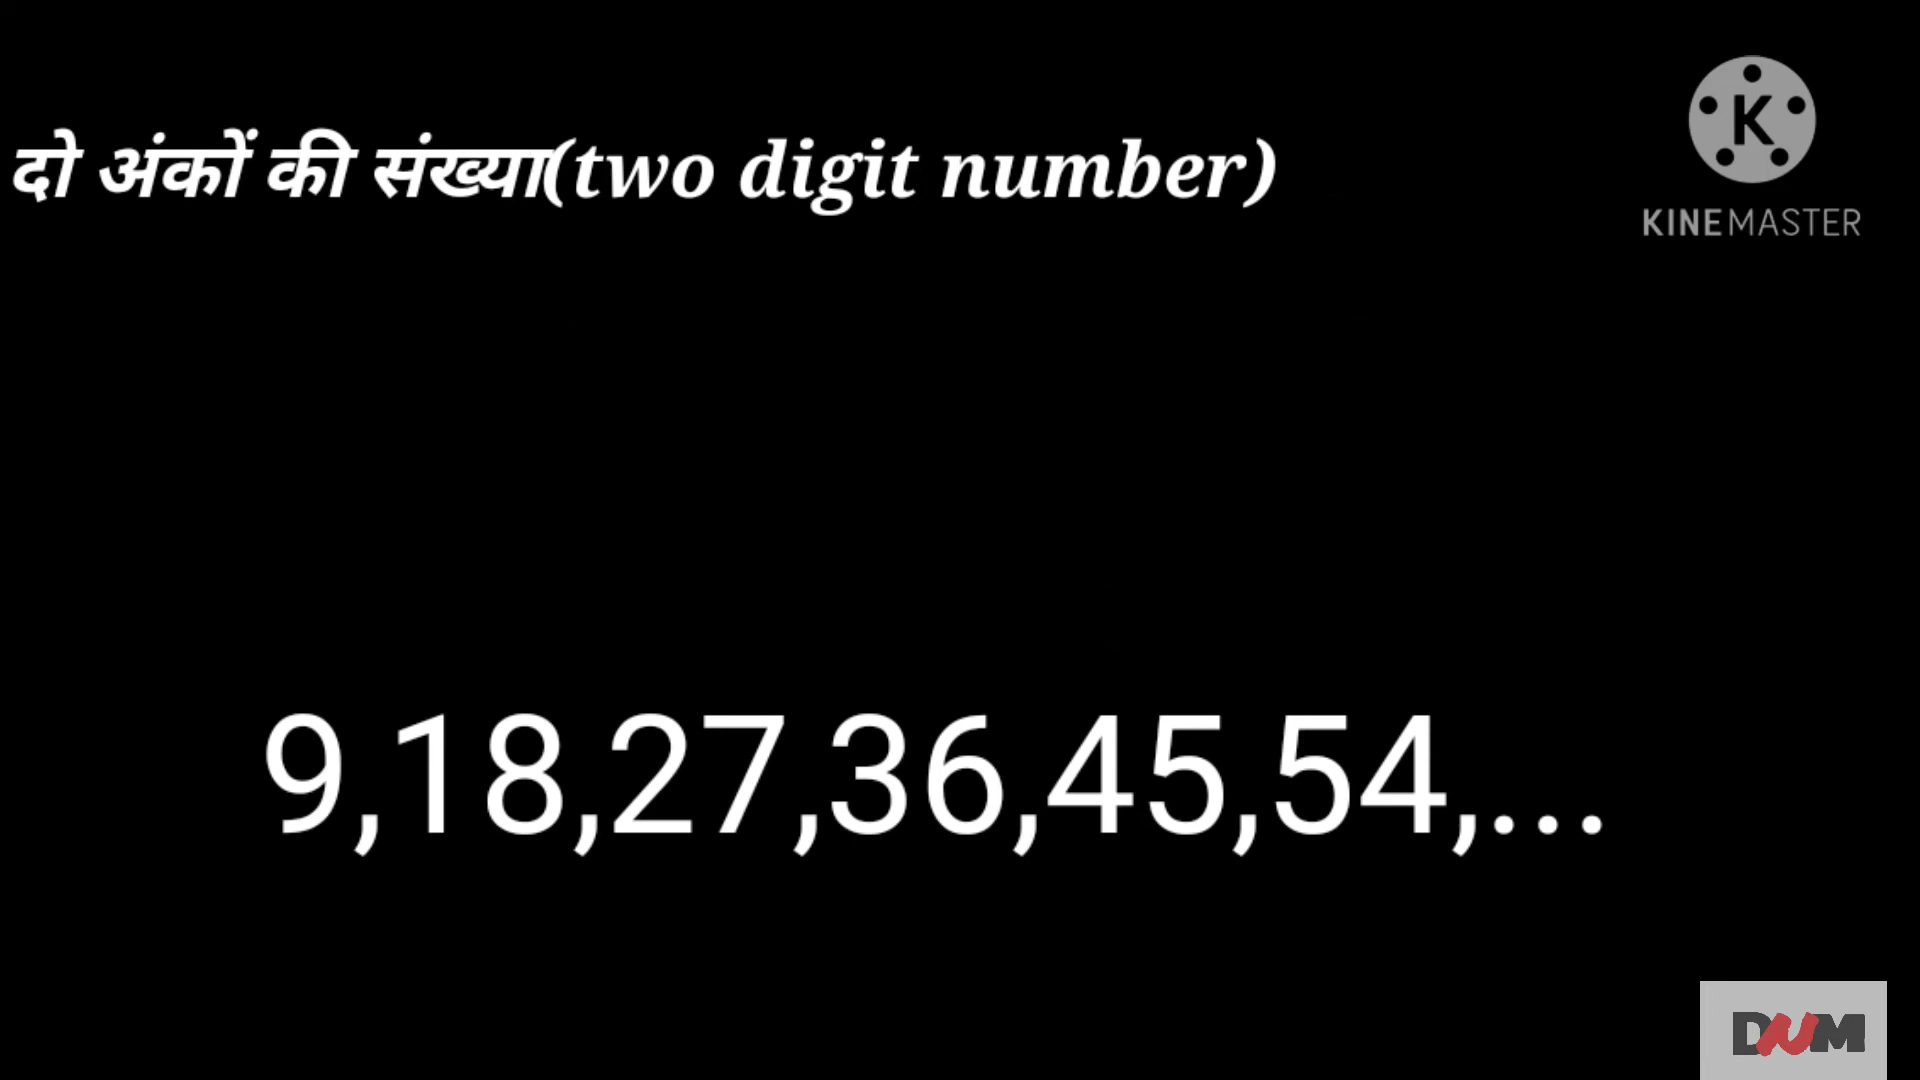 दो अंकों की संख्या(two digit number)
K
KINEMASTER
9,18,27,36,45,54,...
DNM